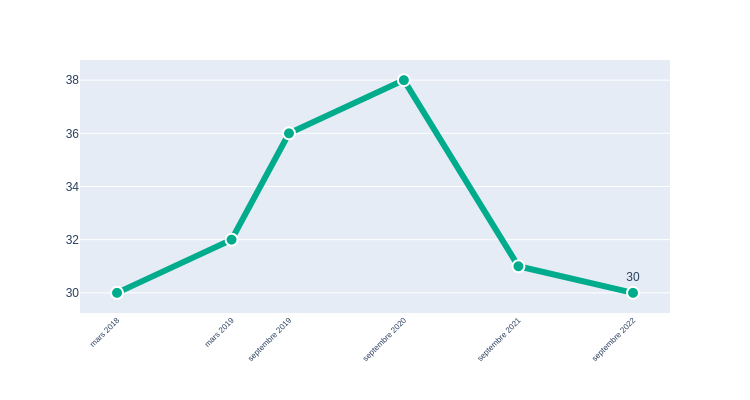 38
36
34
32
30
30
mars 2018
mars 2019
septembre 2019
septembre 2020
septembre 2021
septembre 2022